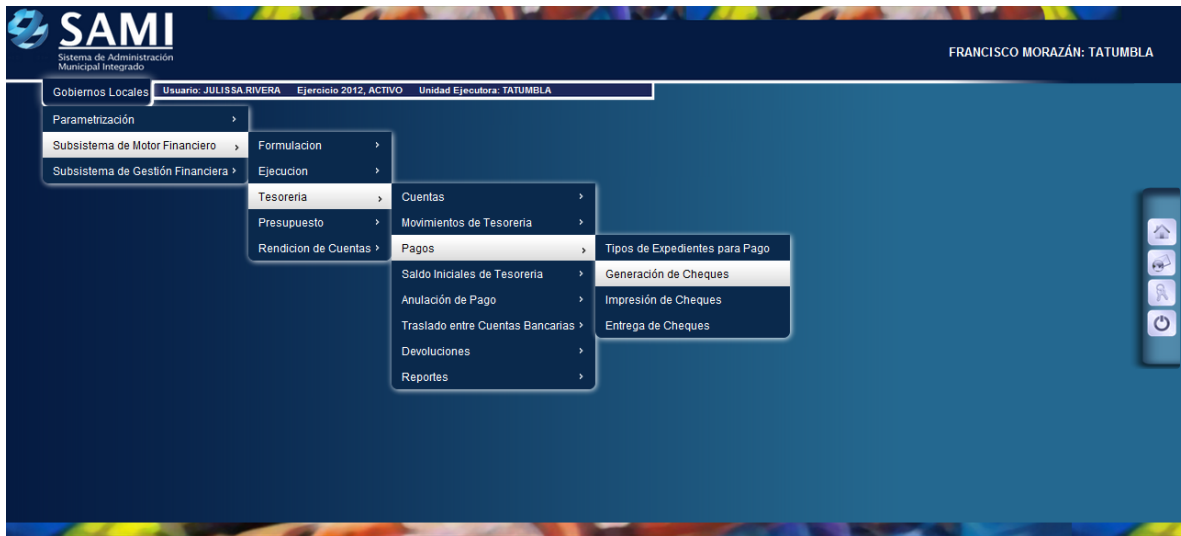 SAMI
Sistema de Administración
Municipal Integrado
FRANCISCO MORAZÁN: TATUMBLA
Gobiernos Locales
Usuario: JULISSA.RIVERA Ejercicio 2012, ACTIVO Unidad Ejecutora: TATUMBLA
Parametrización
Subsistema de Motor Financiero
Subsistema de Gestión Financiera
Formulacion
Ejecucion
Tesoreria
Presupuesto
Rendicion de Cuentas
Cuentas
Movimientos de Tesoreria
Pagos
Saldo Iniciales de Tesoreria
Anulación de Pago
Traslado entre Cuentas Bancarias
Devoluciones
Reportes
Tipos de Expedientes para Pago
Generación de Cheques
Impresión de Cheques
Entrega de Cheques